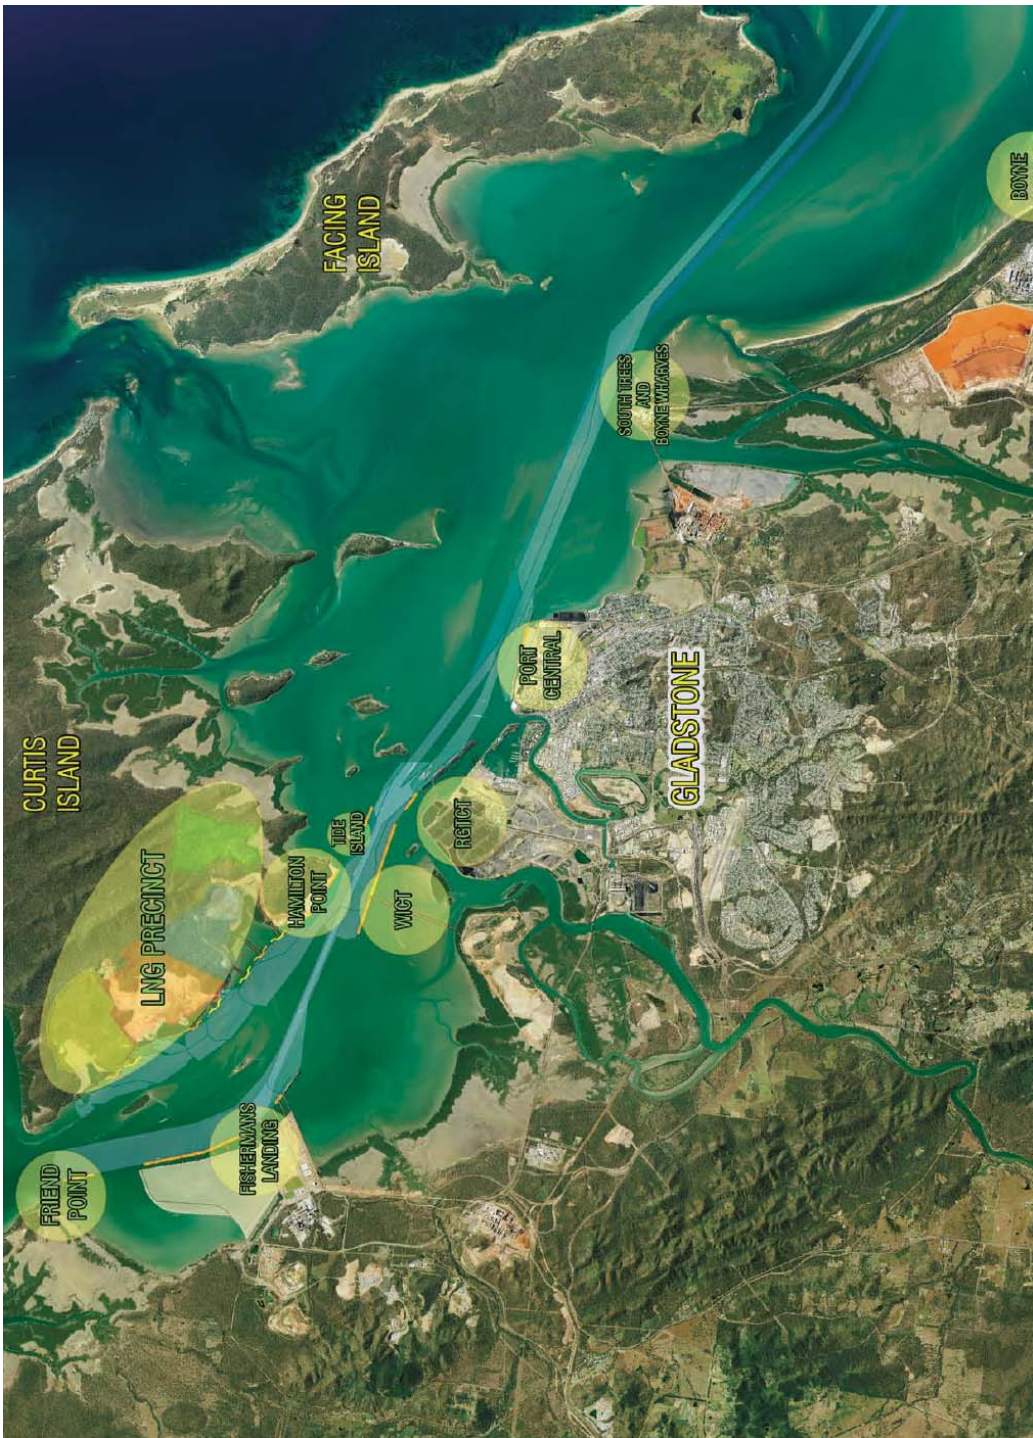 CURTIS
ISLAND
FACING
ISLAND
LNG PRECINCT
FRIEND
POINT
HAMILTON
POINT
TIDE
ISLAND
FISHERMANS
LANDING
WICT
RGTCT
PORT
CENTRAL
GLADSTONE
SOUTH TREES
AND
BOYNE WHARVES
BOYNE